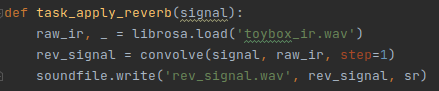 def task_apply_reverb(signal):
    raw_ir, _ = librosa.load('toybox_ir.wav')
    rev_signal = convolve(signal, raw_ir, step=1)
    soundfile.write('rev_signal.wav', rev_signal, sr)